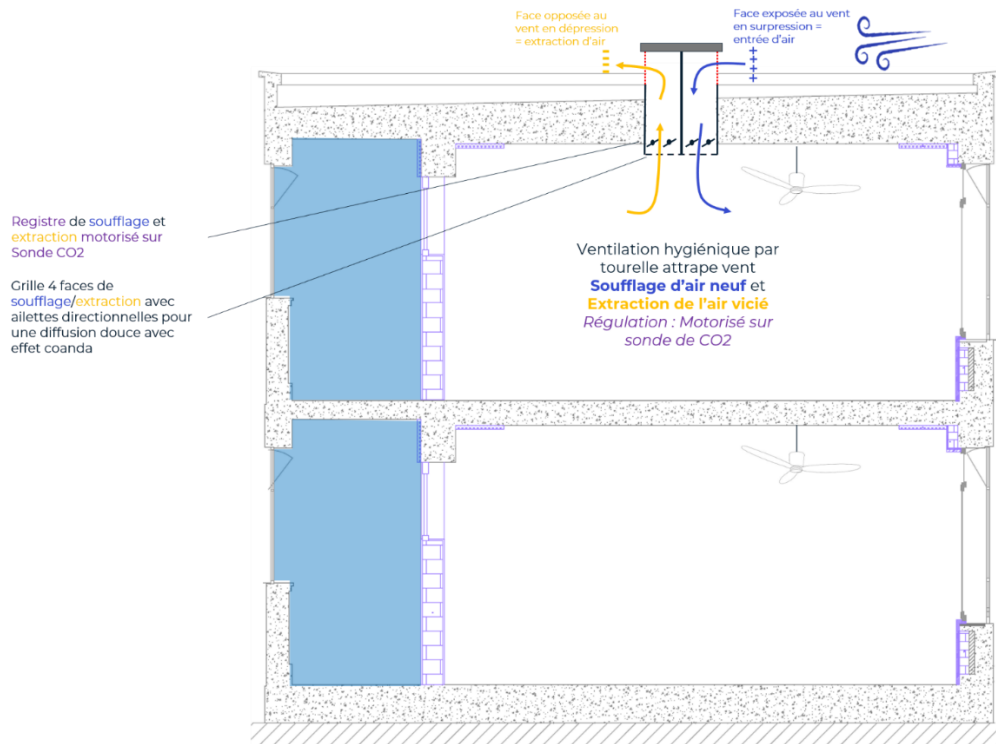 Face opposée au
vent en dépression
= extraction d'air
Face exposée au vent
en surpression =
entrée d'air
Registre de soufflage et
extraction motorisé sur
Sonde CO2
Grille 4 faces de
soufflage/extraction avec
ailettes directionnelles pour
une diffusion douce avec
effet coanda
Ventilation hygiénique par
tourelle attrape vent
Soufflage d'air neuf et
Extraction de l'air vicié
Régulation : Motorisé sur
sonde de CO2